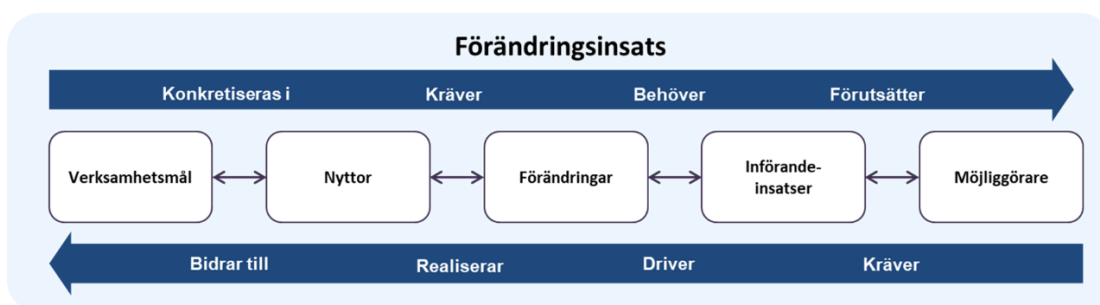 Förändringsinsats
Konkretiseras i Kräver Behöver Förutsätter
Verksamhetsmål Nyttor Förändringar Införande-
insatser Möjliggörare
Bidrar till Realiserar Driver Kräver